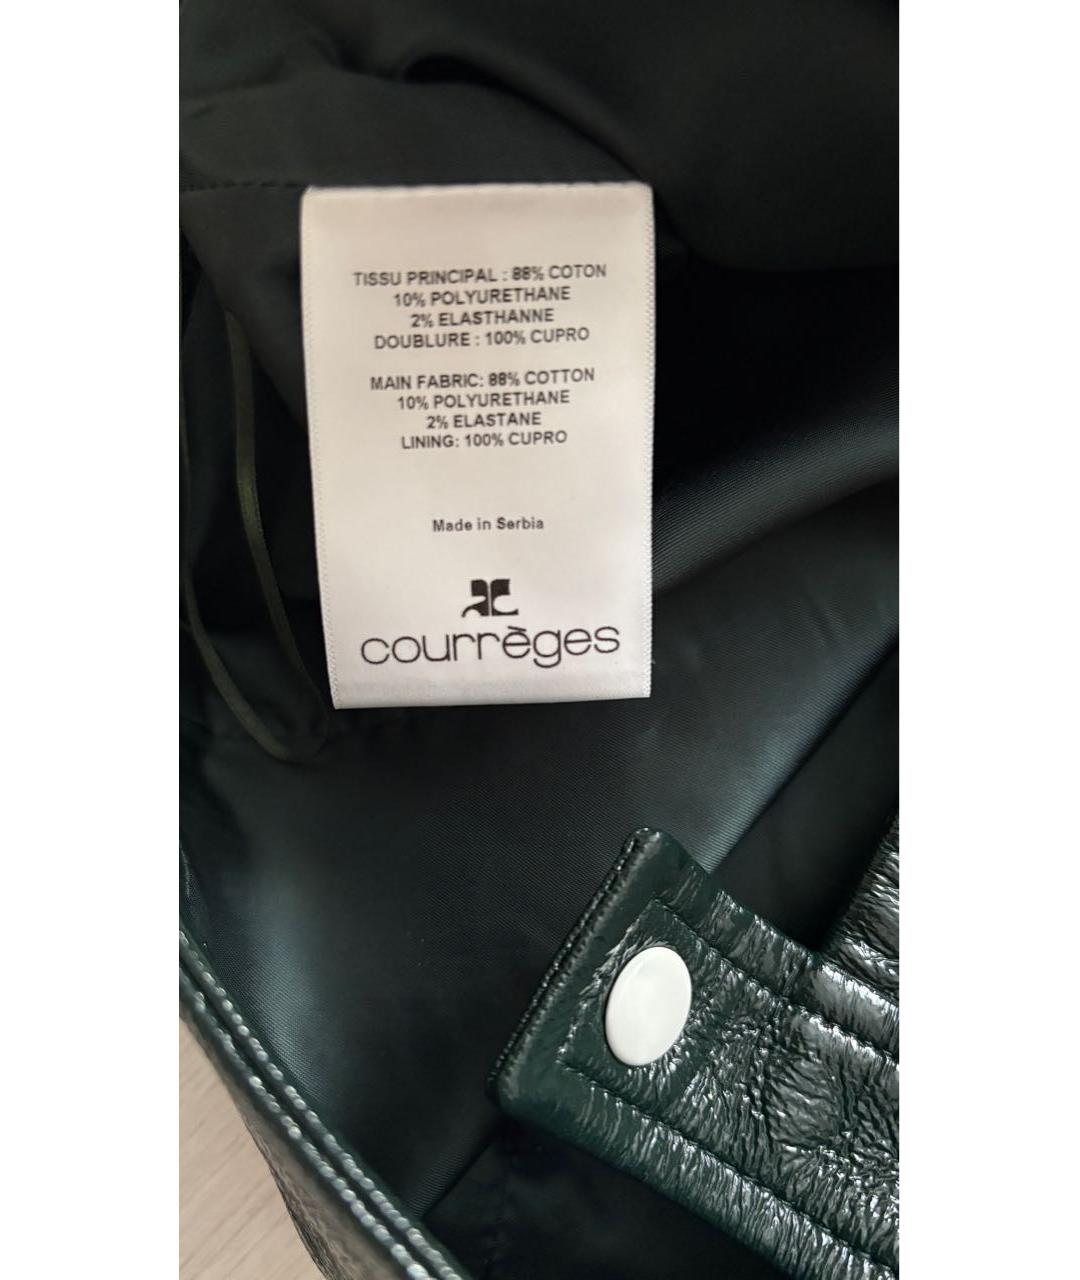 TISSU PRINCIPAL : 88% COTON
10% POLYURETHANE
2% ELASTHANNE
DOUBLURE : 100% CUPRO
MAIN FABRIC: 88% COTTON
10% POLYURETHANE
2% ELASTANE
LINING: 100% CUPRO
Made in Serbia
courrèges